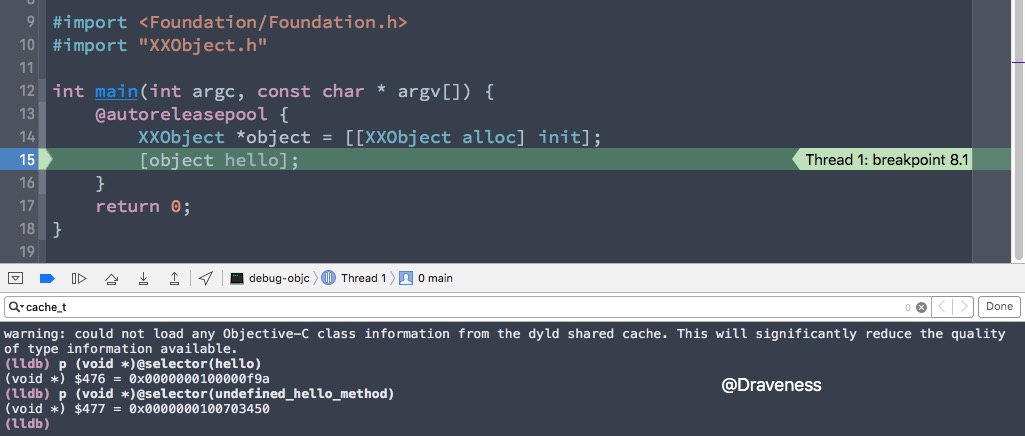 9 #import <Foundation/Foundation.h>
10 #import "XXObject.h"
11
12 int main(int argc, const char * argv[]) {
13 @autoreleasepool {
14 XXObject *object = [[XXObject alloc] init];
15 [object hello]; Thread 1: breakpoint 8.1
16 }
17 return 0;
18 }
19
debug-objc Thread 1 0 main
cache_t 0 Done
warning: could not load any Objective-C class information from the dyld shared cache. This will significantly reduce the quality
of type information available.
(lldb) p (void *)@selector(hello)
(void *) $476 = 0x0000000100000f9a
(lldb) p (void *)@selector(undefined_hello_method)
(void *) $477 = 0x0000000100703450
(lldb)
@Draveness